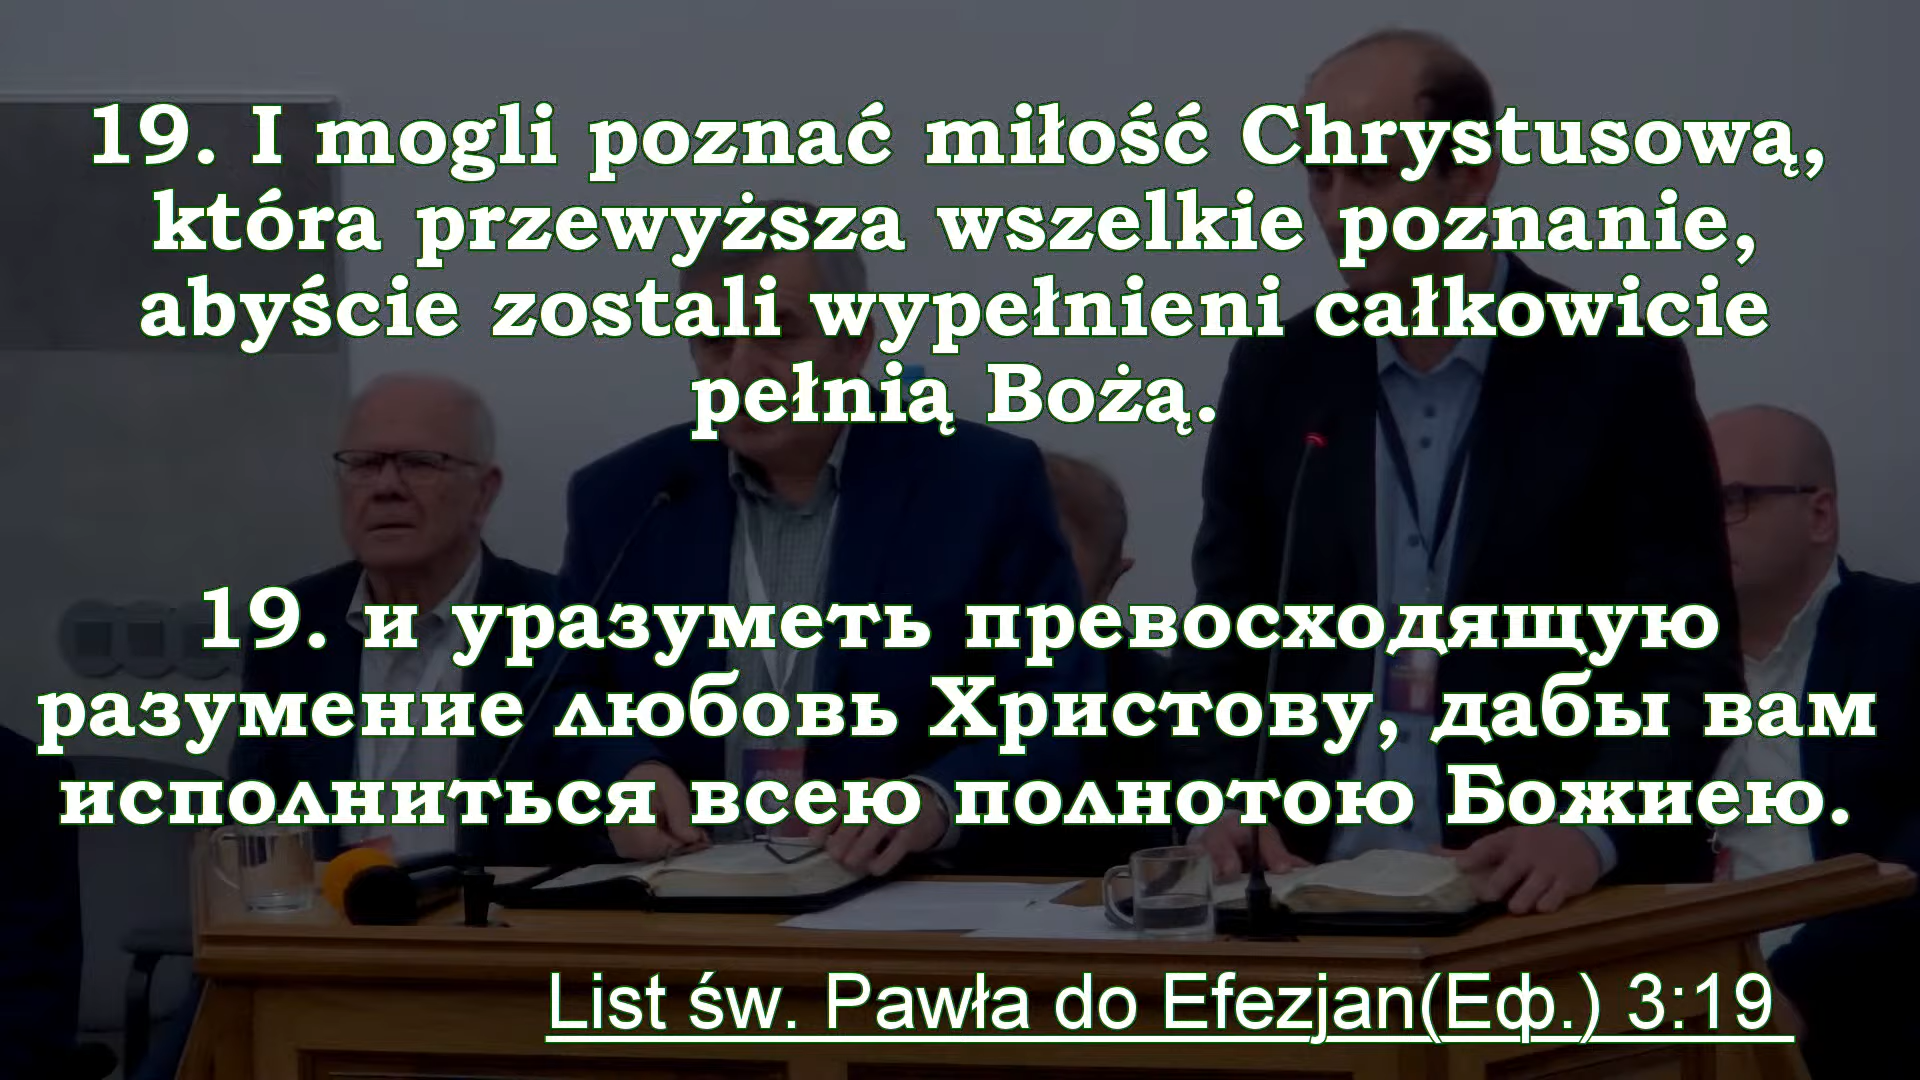 19. I mogli poznać miłość Chrystusową,
która przewyższa wszelkie poznanie,
abyście zostali wypełnieni całkowicie
pełnią Bożą.
19. и уразуметь превосходящую
разумение любовь Христову, дабы вам
исполниться всею полнотою Божиею.
List św. Pawła do Efezjan(Еф.) 3:19